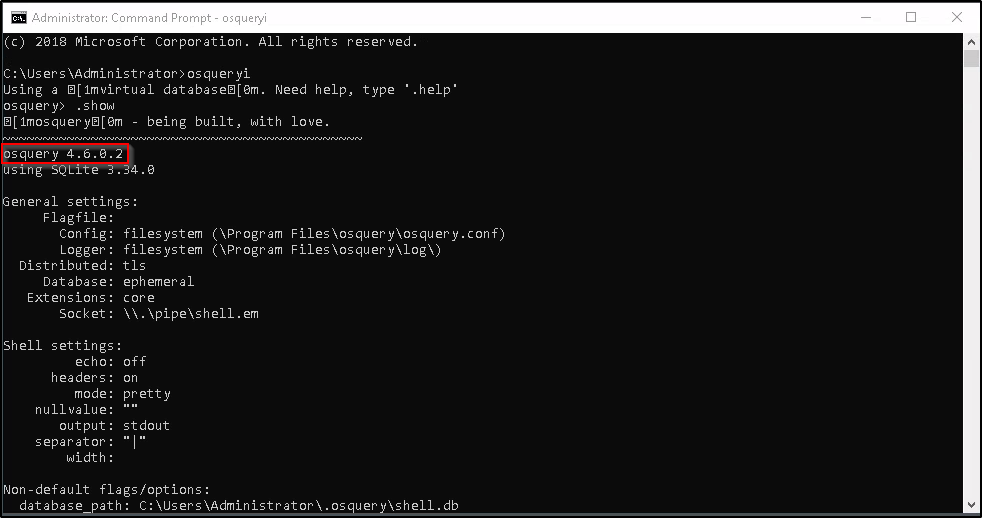 Administrator: Command Prompt - osqueryi
(c) 2018 Microsoft Corporation. All rights reserved.
C:\Users\Administrator>osqueryi
Using a [1mvirtual database[0m. Need help, type '.help'
osquery> .show
[1mosquery[0m - being built, with love.
~~~~~~~~~~~~~~~~~~~~~~~~~~~~~~~~~~~~~~~~~~~~~
osquery 4.6.0.2
using SQLite 3.34.0
General settings:
Flagfile:
Config: filesystem (\Program Files\osquery\osquery.conf)
Logger: filesystem (\Program Files\osquery\log\)
Distributed: tls
Database: ephemeral
Extensions: core
Socket: \\.\pipe\shell.em
Shell settings:
echo: off
headers: on
mode: pretty
nullvalue: ""
output: stdout
separator: "|"
width:
Non-default flags/options:
database_path: C:\Users\Administrator\.osquery\shell.db